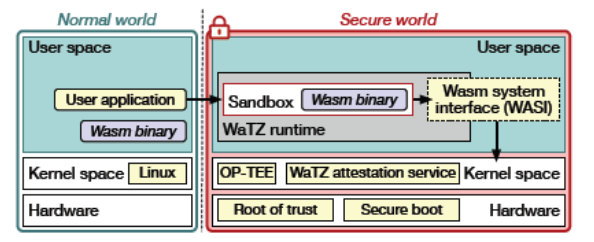 Normal world
Secure world
User space
User application
Wasm binary
Kernel space
Linux
Hardware
User space
Sandbox
Wasm binary
WaTZ runtime
Wasm system
interface (WASI)
OP-TEE
WaTZ attestation service
Kernel space
Root of trust
Secure boot
Hardware